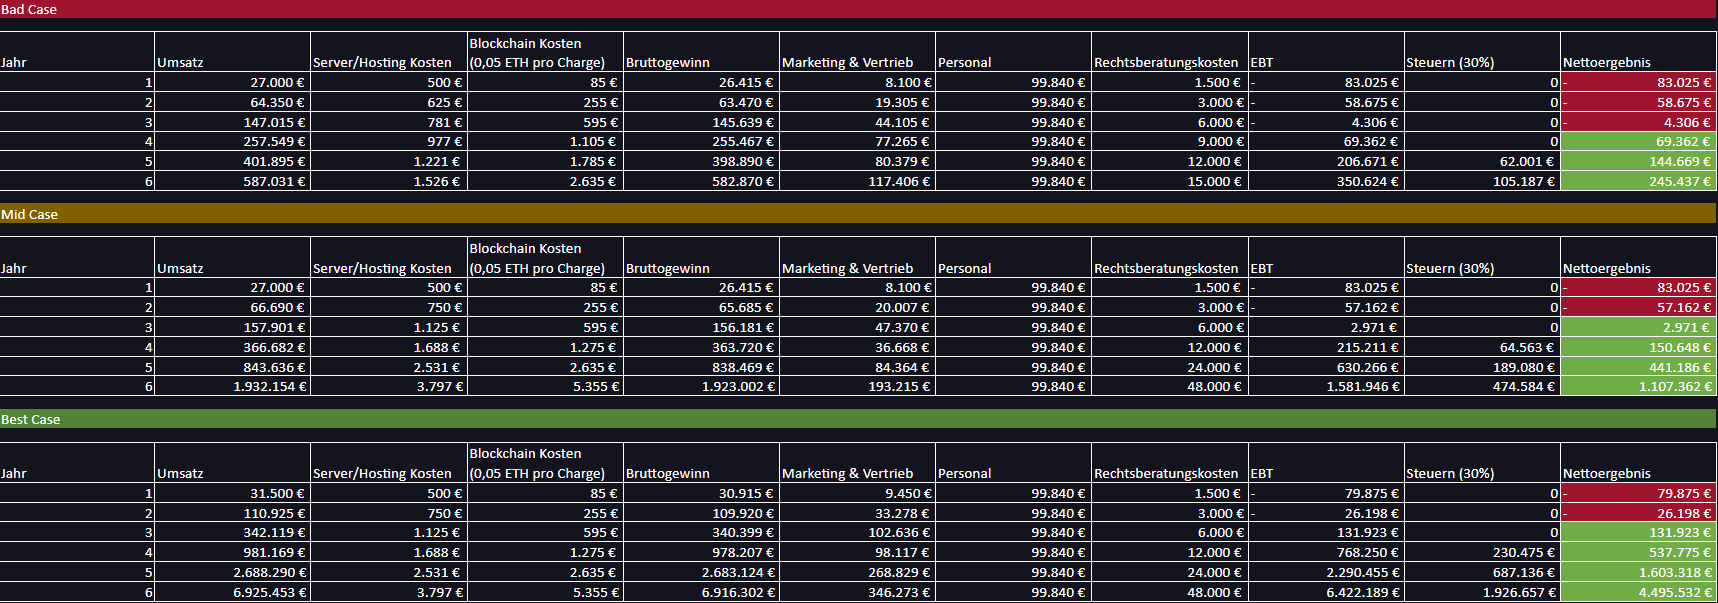 Bad Case
Blockchain Kosten
Jahr Umsatz Server/Hosting Kosten (0,05 ETH pro Charge) Bruttogewinn Marketing & Vertrieb Personal Rechtsberatungskosten EBT Steuern (30%) Nettoergebnis
1 27.000 € 500 € 85 € 26.415 € 8.100 € 99.840 € 1.500 € - 83.025 € 0 - 83.025 €
2 64.350 € 625 € 255 € 63.470 € 19.305 € 99.840 € 3.000 € - 58.675 € 0 - 58.675 €
3 147.015 € 781 € 595 € 145.639 € 44.105 € 99.840 € 6.000 € - 4.306 € 0 - 4.306 €
4 257.549 € 977 € 1.105 € 255.467 € 77.265 € 99.840 € 9.000 € 69.362 € 0 69.362 €
5 401.895 € 1.221 € 1.785 € 398.890 € 80.379 € 99.840 € 12.000 € 206.671 € 62.001 € 144.669 €
6 587.031 € 1.526 € 2.635 € 582.870 € 117.406 € 99.840 € 15.000 € 350.624 € 105.187 € 245.437 €
Mid Case
Blockchain Kosten
Jahr Umsatz Server/Hosting Kosten (0,05 ETH pro Charge) Bruttogewinn Marketing & Vertrieb Personal Rechtsberatungskosten EBT Steuern (30%) Nettoergebnis
1 27.000 € 500 € 85 € 26.415 € 8.100 € 99.840 € 1.500 € - 83.025 € 0 - 83.025 €
2 66.690 € 750 € 255 € 65.685 € 20.007 € 99.840 € 3.000 € - 57.162 € 0 - 57.162 €
3 157.901 € 1.125 € 595 € 156.181 € 47.370 € 99.840 € 6.000 € 2.971 € 0 2.971 €
4 366.682 € 1.688 € 1.275 € 363.720 € 36.668 € 99.840 € 12.000 € 215.211 € 64.563 € 150.648 €
5 843.636 € 2.531 € 2.635 € 838.469 € 84.364 € 99.840 € 24.000 € 630.266 € 189.080 € 441.186 €
6 1.932.154 € 3.797 € 5.355 € 1.923.002 € 193.215 € 99.840 € 48.000 € 1.581.946 € 474.584 € 1.107.362 €
Best Case
Blockchain Kosten
Jahr Umsatz Server/Hosting Kosten (0,05 ETH pro Charge) Bruttogewinn Marketing & Vertrieb Personal Rechtsberatungskosten EBT Steuern (30%) Nettoergebnis
1 31.500 € 500 € 85 € 30.915 € 9.450 € 99.840 € 1.500 € - 79.875 € 0 - 79.875 €
2 110.925 € 750 € 255 € 109.920 € 33.278 € 99.840 € 3.000 € - 26.198 € 0 - 26.198 €
3 342.119 € 1.125 € 595 € 340.399 € 102.636 € 99.840 € 6.000 € 131.923 € 0 131.923 €
4 981.169 € 1.688 € 1.275 € 978.207 € 98.117 € 99.840 € 12.000 € 768.250 € 230.475 € 537.775 €
5 2.688.290 € 2.531 € 2.635 € 2.683.124 € 268.829 € 99.840 € 24.000 € 2.290.455 € 687.136 € 1.603.318 €
6 6.925.453 € 3.797 € 5.355 € 6.916.302 € 346.273 € 99.840 € 48.000 € 6.422.189 € 1.926.657 € 4.495.532 €